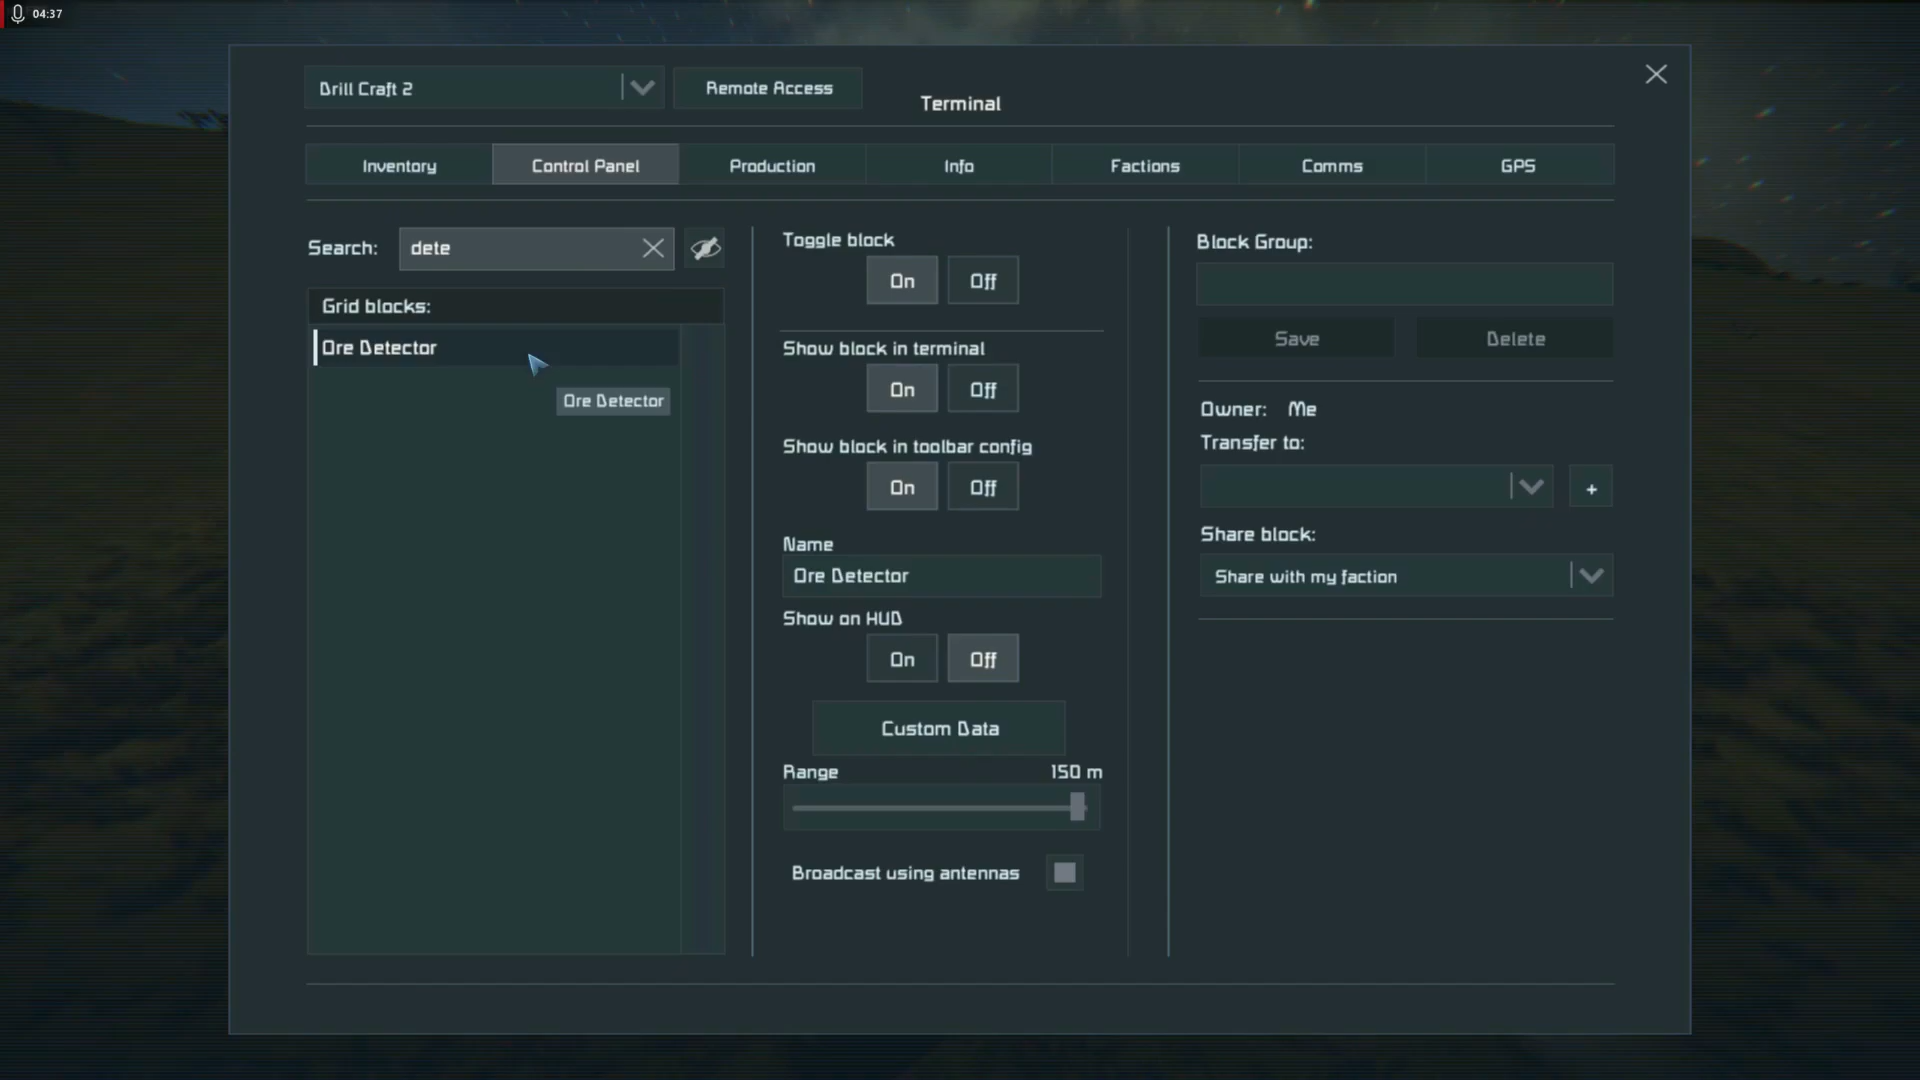 04:37
Drill Craft 2
Remote Access
Terminal
Inventory
Control Panel
Production
Info
Factions
Comms
GPS
Search:
dete
Grid blocks:
Ore Detector
Ore Detector
Toggle block
On
Off
Show block in terminal
On
Off
Show block in toolbar config
On
Off
Name
Ore Detector
Show on HUD
On
Off
Custom Data
Range
150 m
Broadcast using antennas
Block Group:
Save
Delete
Owner: Me
Transfer to:
+
Share block:
Share with my faction